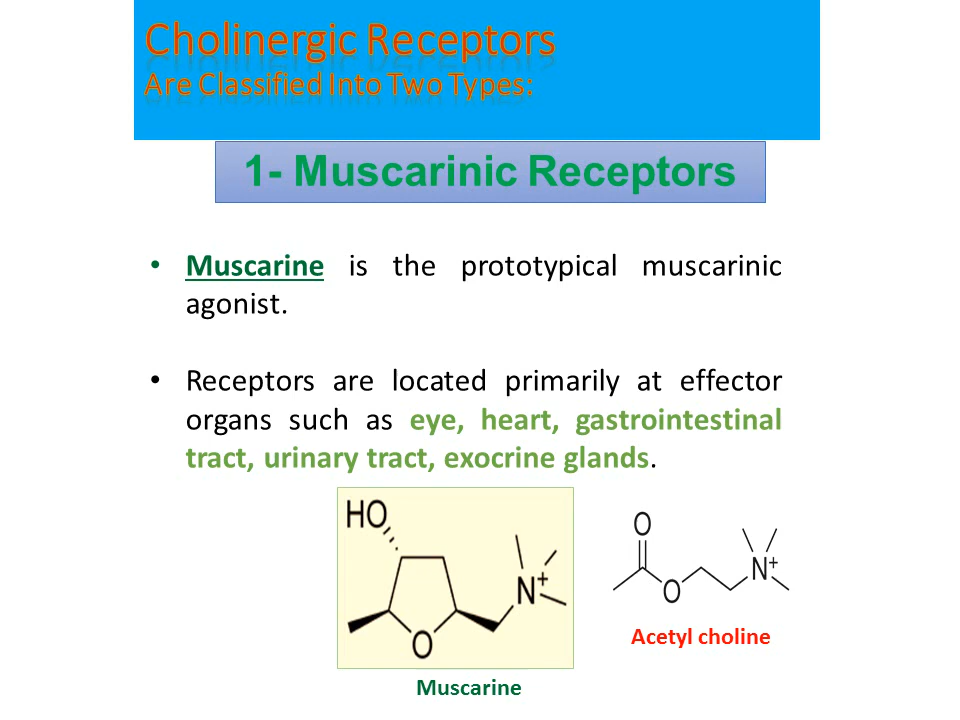 Cholinergic Receptors
Are Classified Into Two Types:
1- Muscarinic Receptors
• Muscarine is the prototypical muscarinic
agonist.
• Receptors are located primarily at effector
organs such as eye, heart, gastrointestinal
tract, urinary tract, exocrine glands.
HO
N+
O
O
O
N+
Acetyl choline
Muscarine